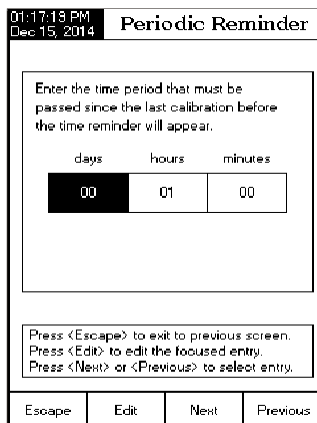 01:17:18 PM
Dec 15, 2014
Periodic Reminder
Enter the time period that must be
passed since the last calibration before
the time reminder will appear.
days hours minutes
00 01 00
Press <Escape> to exit to previous screen.
Press <Edit> to edit the focused entry.
Press <Next> or <Previous> to select entry.
Escape Edit Next Previous